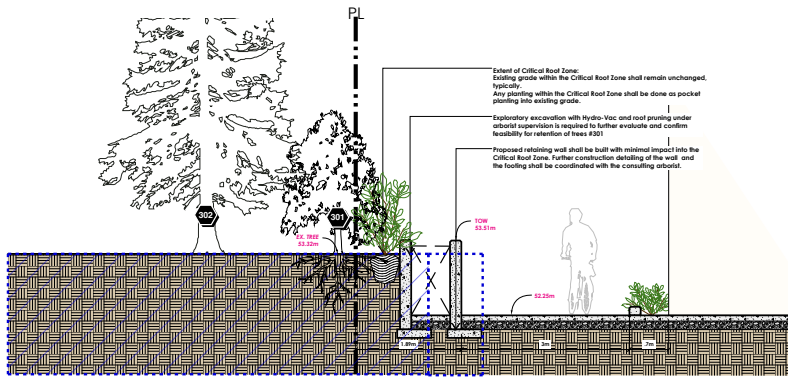 PL
Extent of Critical Root Zone:
Existing grade within the Critical Root Zone shall remain unchanged,
typically.
Any planting within the Critical Root Zone shall be done as pocket
planting into existing grade.
Exploratory excavation with Hydro-Vac and root pruning under
arborist supervision is required to further evaluate and confirm
feasibility for retention of trees #301
Proposed retaining wall shall be built with minimal impact into the
Critical Root Zone. Further construction detailing of the wall and
the footing shall be coordinated with the consulting arborist.
302
301
EX. TREE
53.32m
TOW
53.51m
52.25m
1.89m
3m
.7m